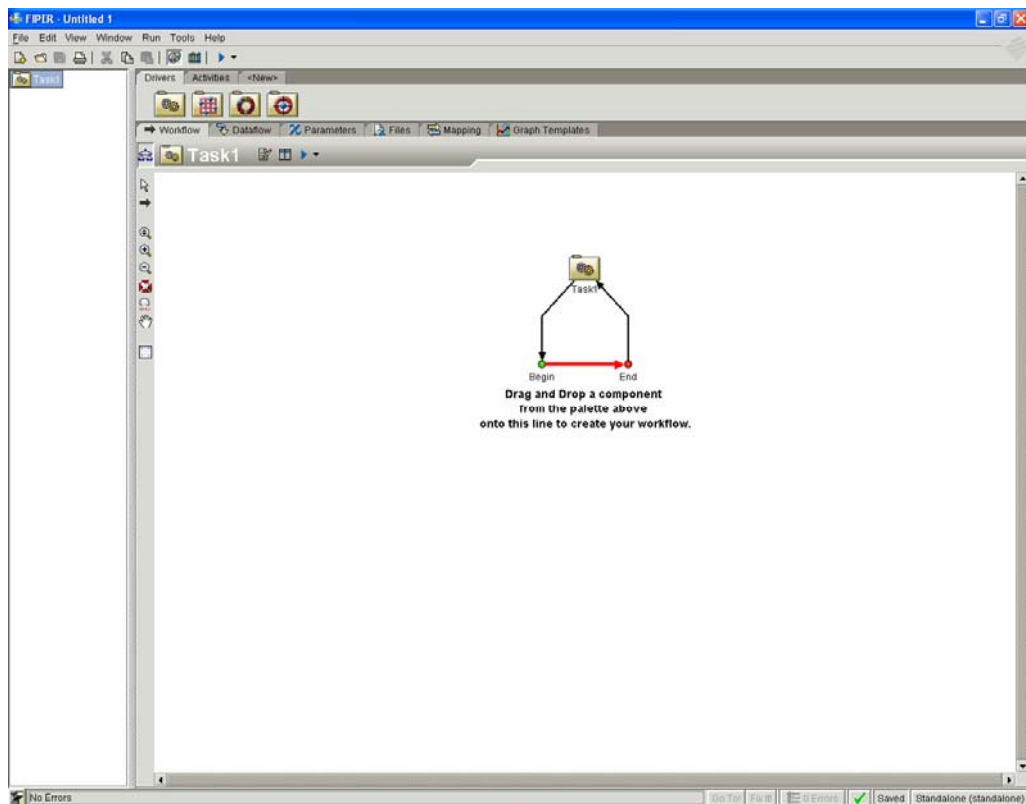 FIPER - Untitled 1
File Edit View Window Run Tools Help
Task1
Drivers Activities <New>
Workflow Dataflow Parameters Files Mapping Graph Templates
Task1
Task1
Begin End
Drag and Drop a component
from the palette above
onto this line to create your workflow.
No Errors Go To! Fix It! 0 Errors Saved Standalone (standalone)